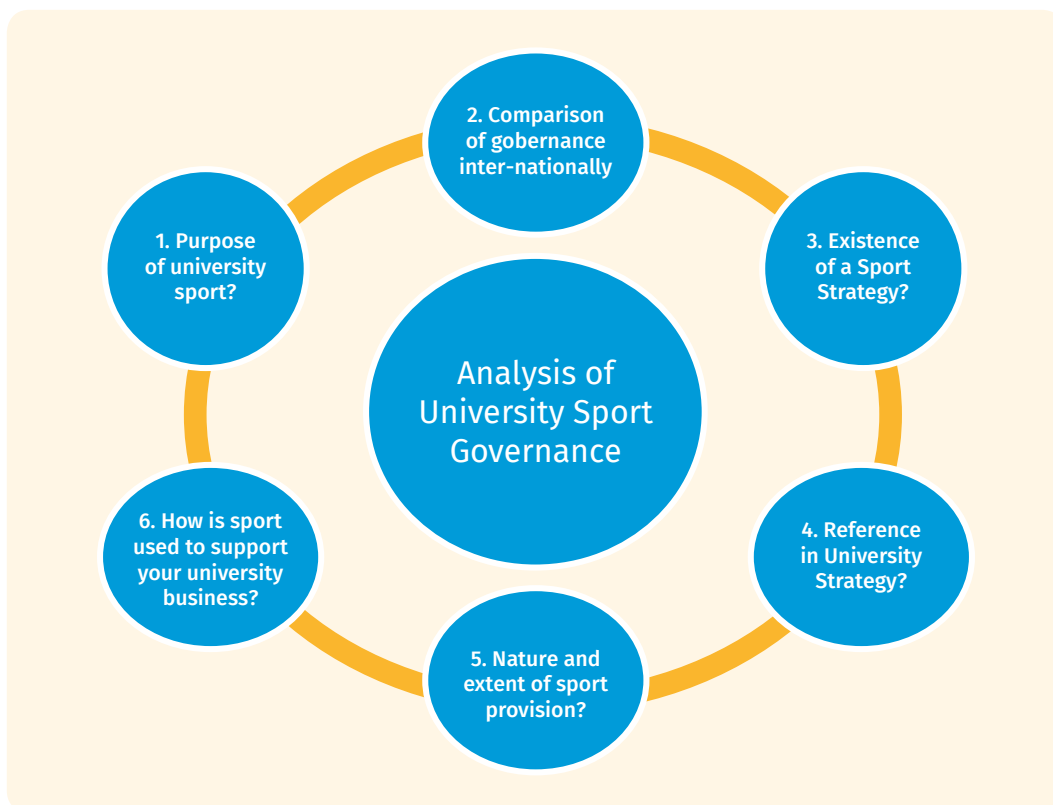 1. Purpose
of university
sport?
2. Comparison
of gobernance
inter-nationally
3. Existence
of a Sport
Strategy?
4. Reference
in University
Strategy?
5. Nature and
extent of sport
provision?
6. How is sport
used to support
your university
business?
Analysis of
University Sport
Governance